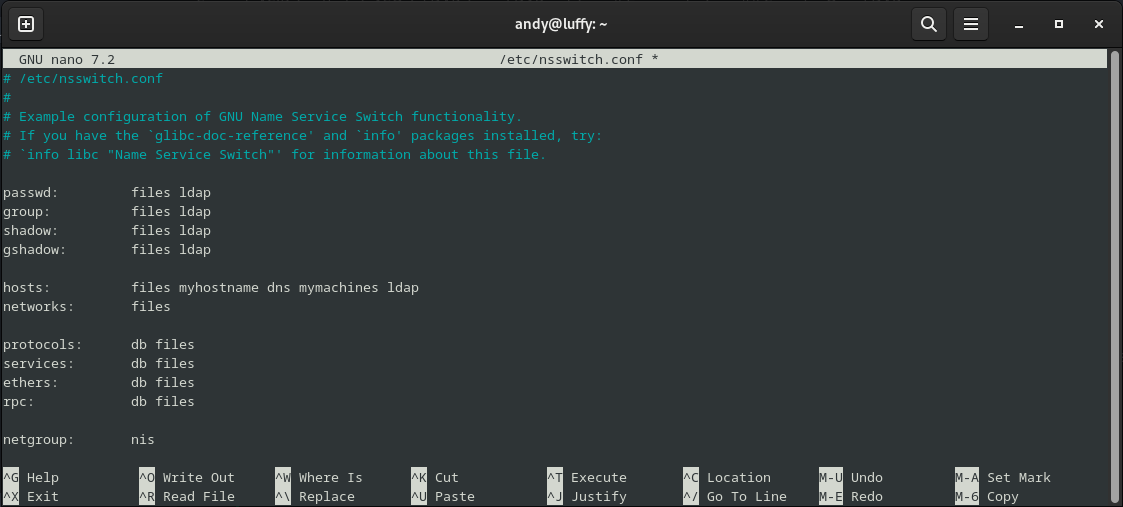 andy@luffy: ~
GNU nano 7.2 /etc/nsswitch.conf *
# /etc/nsswitch.conf
#
# Example configuration of GNU Name Service Switch functionality.
# If you have the `glibc-doc-reference' and `info' packages installed, try:
# `info libc "Name Service Switch"' for information about this file.
passwd: files ldap
group: files ldap
shadow: files ldap
gshadow: files ldap
hosts: files myhostname dns mymachines ldap
networks: files
protocols: db files
services: db files
ethers: db files
rpc: db files
netgroup: nis
^G Help ^O Write Out ^W Where Is ^K Cut ^T Execute ^C Location M-U Undo M-A Set Mark
^X Exit ^R Read File ^\ Replace ^U Paste ^J Justify ^/ Go To Line M-E Redo M-6 Copy